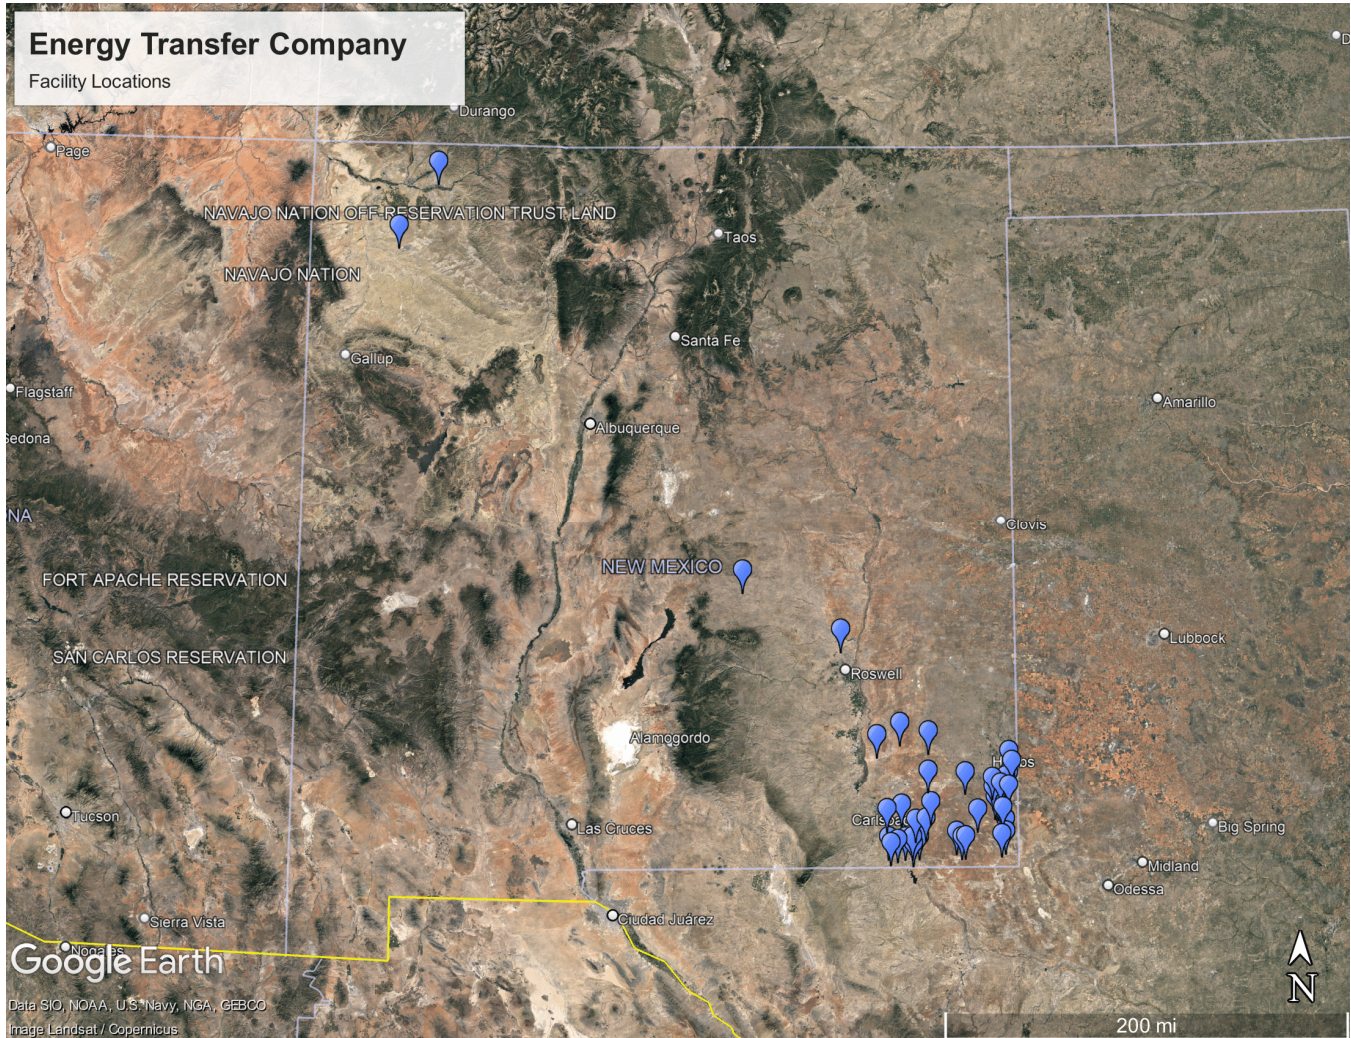 Energy Transfer Company
Facility Locations
Durango
Page
NAVAJO NATION OFF-RESERVATION TRUST LAND
Taos
NAVAJO NATION
Santa Fe
Gallup
Flagstaff
Amarillo
Albuquerque
Sedona
NA
Clovis
NEW MEXICO
FORT APACHE RESERVATION
Lubbock
SAN CARLOS RESERVATION
Roswell
Alamogordo
Tucson
Las Cruces
Big Spring
Midland
Odessa
Sierra Vista
Ciudad Juárez
Nogales
Google Earth
N
Data SIO, NOAA, U.S. Navy, NGA, GEBCO
Image Landsat / Copernicus
200 mi